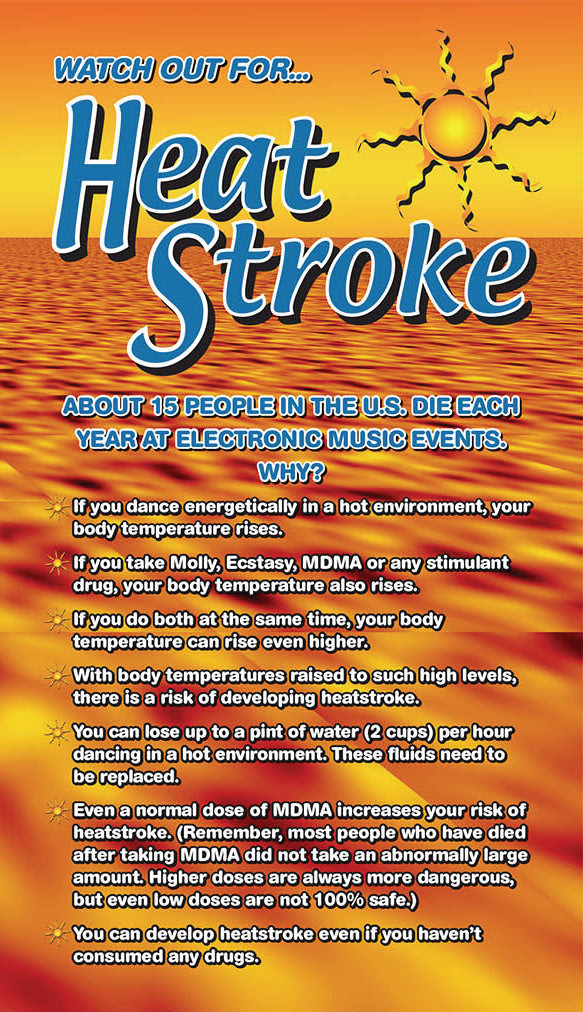 WATCH OUT FOR...
Heat
Stroke
ABOUT 15 PEOPLE IN THE U.S. DIE EACH
YEAR AT ELECTRONIC MUSIC EVENTS.
WHY?
If you dance energetically in a hot environment, your
body temperature rises.
If you take Molly, Ecstasy, MDMA or any stimulant
drug, your body temperature also rises.
If you do both at the same time, your body
temperature can rise even higher.
With body temperatures raised to such high levels,
there is a risk of developing heatstroke.
You can lose up to a pint of water (2 cups) per hour
dancing in a hot environment. These fluids need to
be replaced.
Even a normal dose of MDMA increases your risk of
heatstroke. (Remember, most people who have died
after taking MDMA did not take an abnormally large
amount. Higher doses are always more dangerous,
but even low doses are not 100% safe.)
You can develop heatstroke even if you haven't
consumed any drugs.